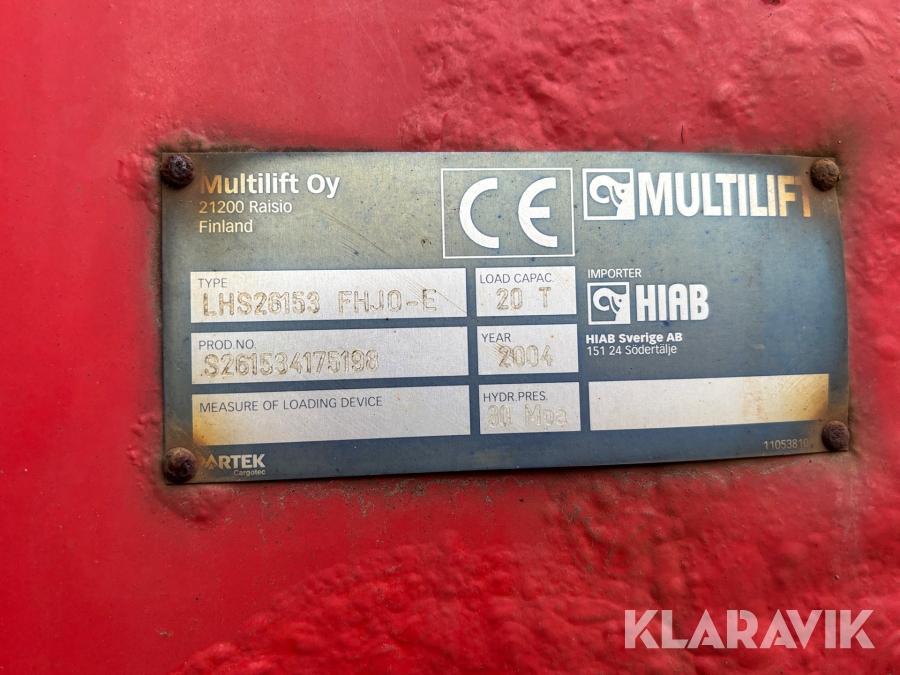 Multilift Oy
21200 Raisio
Finland
CE
MULTILIFT
TYPE
LHS26153 FHJO-E
LOAD CAPAC.
20 T
IMPORTER
HIAB
HIAB Sverige AB
151 24 Södertälje
PROD.NO.
S261534175198
YEAR
2004
MEASURE OF LOADING DEVICE
HYDR.PRES.
30 Mpa
PARTEK
Cargotec
KLARAVIK